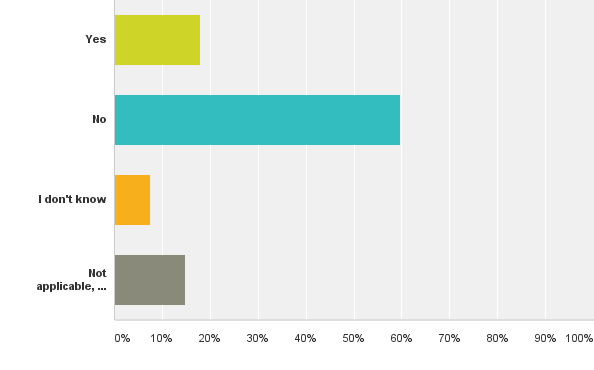 Yes
No
I don't know
Not
applicable, ...
0% 10% 20% 30% 40% 50% 60% 70% 80% 90% 100%